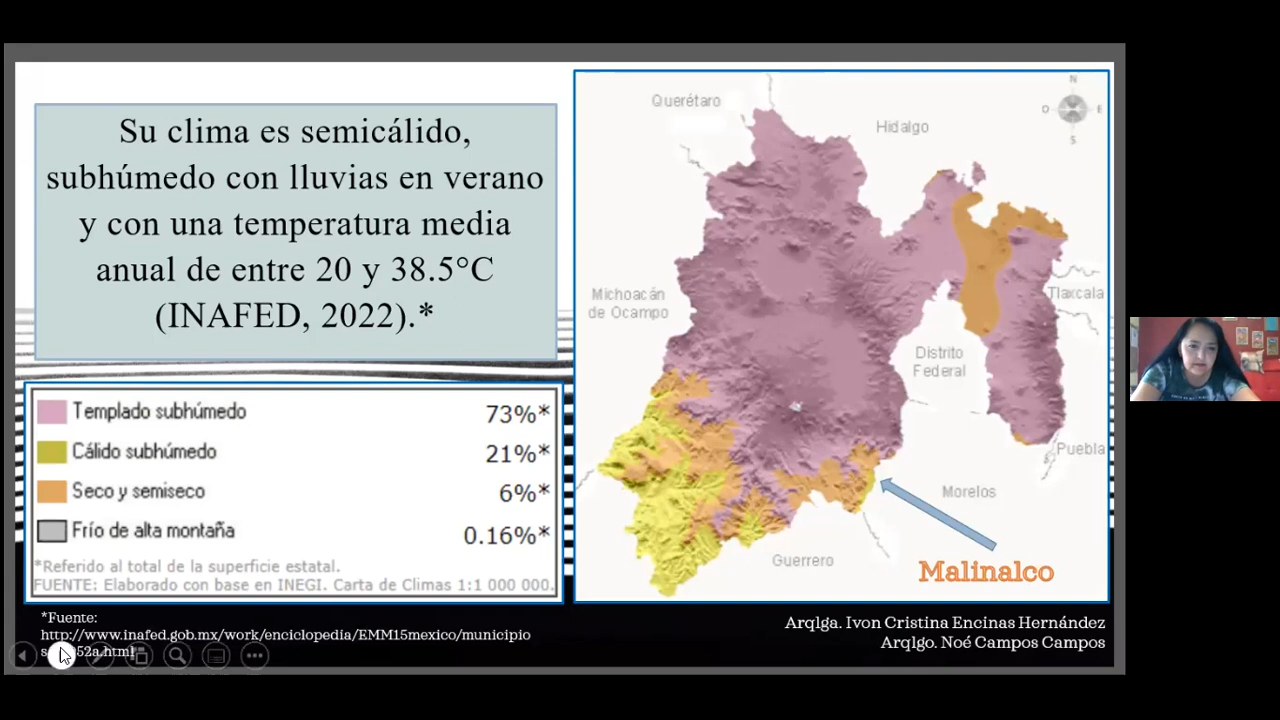 Su clima es semicálido,
subhúmedo con lluvias en verano
y con una temperatura media
anual de entre 20 y 38.5°C
(INAFED, 2022).*
Templado subhúmedo 73%*
Cálido subhúmedo 21%*
Seco y semiseco 6%*
Frío de alta montaña 0.16%*
*Referido al total de la superficie estatal.
FUENTE: Elaborado con base en INEGI. Carta de Climas 1:1 000 000.
*Fuente:
http://www.inafed.gob.mx/work/enciclopedia/EMM15mexico/municipio
52a.html
Querétaro
Hidalgo
N
O
E
S
Michoacán
de Ocampo
Tlaxcala
Distrito
Federal
Puebla
Morelos
Guerrero
Malinalco
Arqlga. Ivon Cristina Encinas Hernández
Arqlgo. Noé Campos Campos